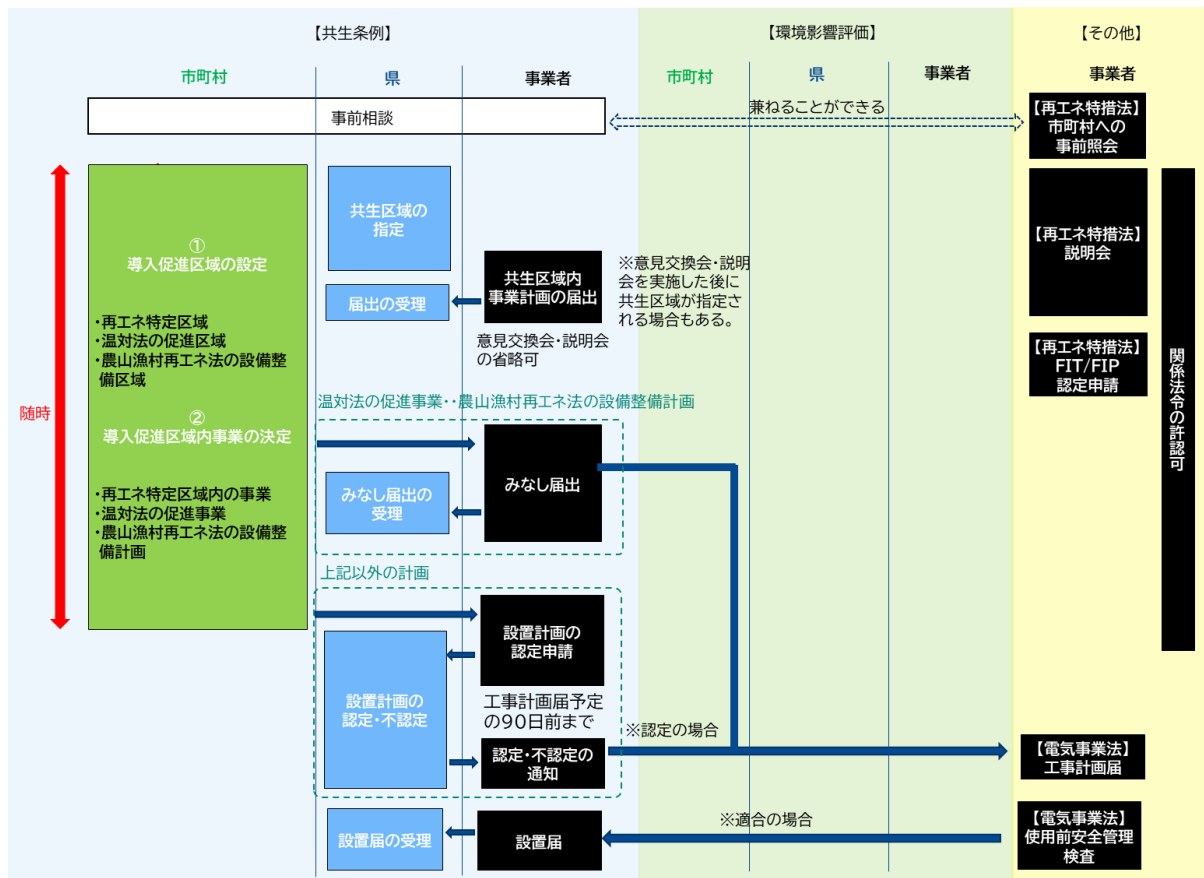 【共生条例】
【環境影響評価】
【その他】
市町村
県
事業者
市町村
県
事業者
事業者
事前相談
兼ねることができる
【再エネ特措法】
市町村への
事前照会
随時
①
導入促進区域の設定
・再エネ特定区域
・温対法の促進区域
・農山漁村再エネ法の設備整
備区域
②
導入促進区域内事業の決定
・再エネ特定区域内の事業
・温対法の促進事業
・農山漁村再エネ法の設備整
備計画
共生区域の
指定
届出の受理
共生区域内
事業計画の届出
意見交換会・説明会
の省略可
※意見交換会・説明
会を実施した後に
共生区域が指定さ
れる場合もある。
【再エネ特措法】
説明会
【再エネ特措法】
FIT/FIP
認定申請
関係法令の許認可
温対法の促進事業・・農山漁村再エネ法の設備整備計画
みなし届出
みなし届出の
受理
上記以外の計画
設置計画の
認定申請
設置計画の
認定・不認定
工事計画届予定
の90日前まで
認定・不認定の
通知
※認定の場合
【電気事業法】
工事計画届
設置届の受理
設置届
※適合の場合
【電気事業法】
使用前安全管理
検査